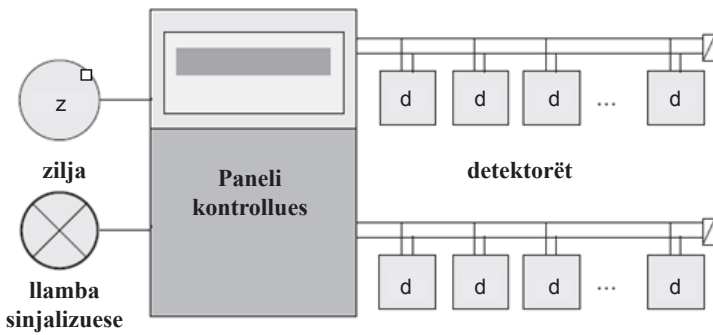 z
zilja
llamba
sinjalizuese
Paneli
kontrollues
d d d ... d
detektorët
d d d ... d